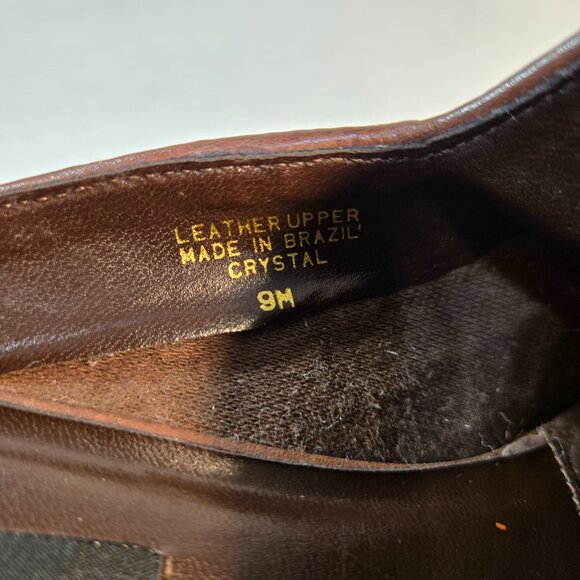 LEATHER UPPER
MADE IN BRAZIL
CRYSTAL
9M